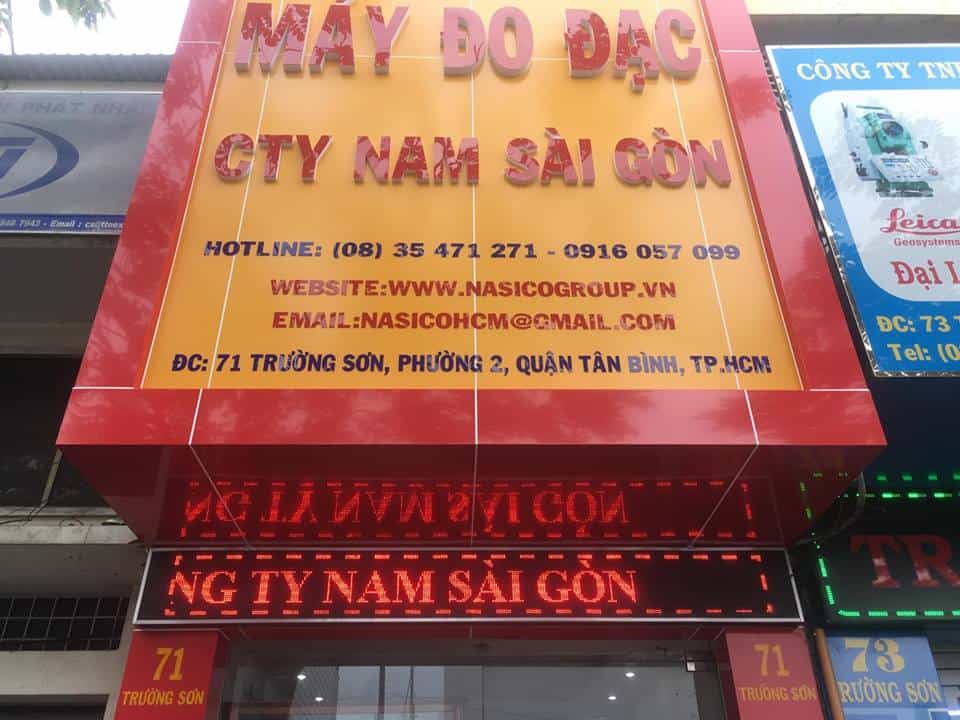 MÁY ĐO ĐẠC
CTY NAM SÀI GÒN
HOTLINE: (08) 35 471 271 - 0916 057 099
WEBSITE:WWW.NASICOGROUP.VN
EMAIL:NASICOHCM@GMAIL.COM
ĐC: 71 TRƯỜNG SƠN, PHƯỜNG 2, QUẬN TÂN BÌNH, TP.HCM
NG TY NAM SÀI GÒN
71
TRƯỜNG SƠN
71
TRƯỜNG SƠN
PHÁT
Email :
CÔNG TY TN
Leica
Geosystems
Đại
ĐC: 73
Tel: (0
TR
73
RƯỜNG SƠN